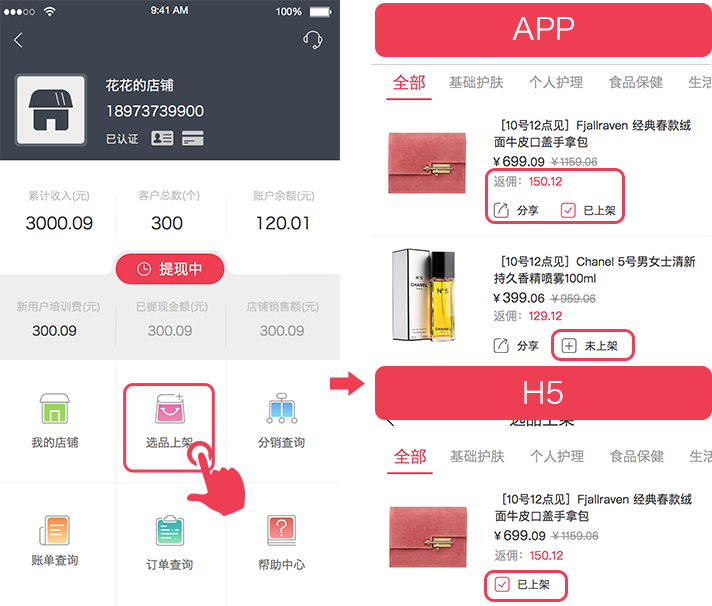 9:41 AM
100%
花花的店铺
18973739900
已认证
累计收入(元)
客户总数(个)
账户余额(元)
3000.09
300
120.01
提现中
新用户培训费(元)
已提现金额(元)
店铺销售额(元)
300.09
300.09
300.09
我的店铺
选品上架
分销查询
账单查询
订单查询
帮助中心
APP
全部 基础护肤 个人护理 食品保健 生活
［10号12点见］Fjallraven 经典春款绒
面牛皮口盖手拿包
¥699.09 ¥1159.06
返佣：150.12
分享 已上架
［10号12点见］Chanel 5号男女士清新
持久香精喷雾100ml
¥399.06 ¥959.06
返佣：129.12
分享 未上架
N°5
CHANEL
N°5
CHANEL
H5
选品上架
全部 基础护肤 个人护理 食品保健 生活
［10号12点见］Fjallraven 经典春款绒
面牛皮口盖手拿包
¥699.09 ¥1159.06
返佣：150.12
已上架